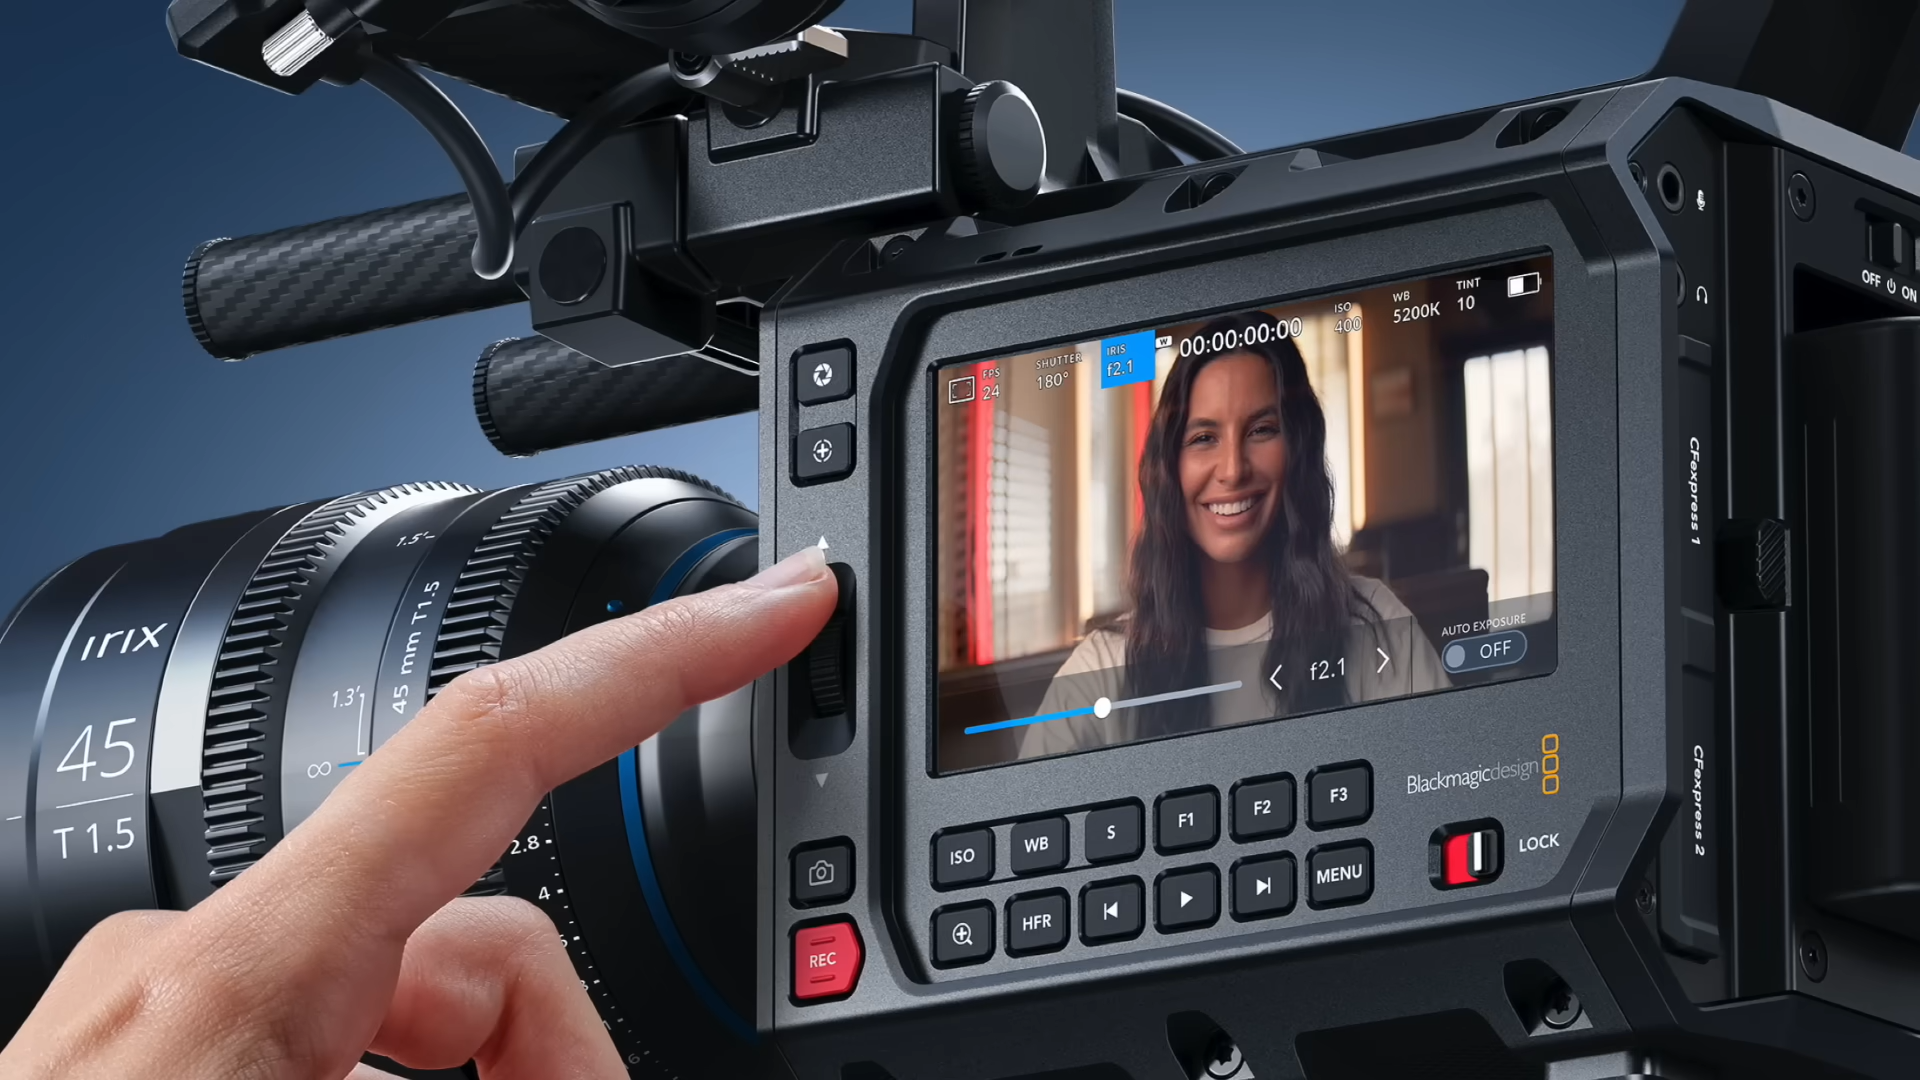 FPS
24
SHUTTER
180°
IRIS
f2.1
W
00:00:00:00
ISO
400
WB
5200K
TINT
10
OFF
ON
CFexpress 1
CFexpress 2
AUTO EXPOSURE
OFF
f2.1
Blackmagicdesign
LOCK
ISO
WB
S
F1
F2
F3
HFR
MENU
REC
irix
45
T 1.5
45 mm T1.5
1.5'
1.3'
∞
2.8
4